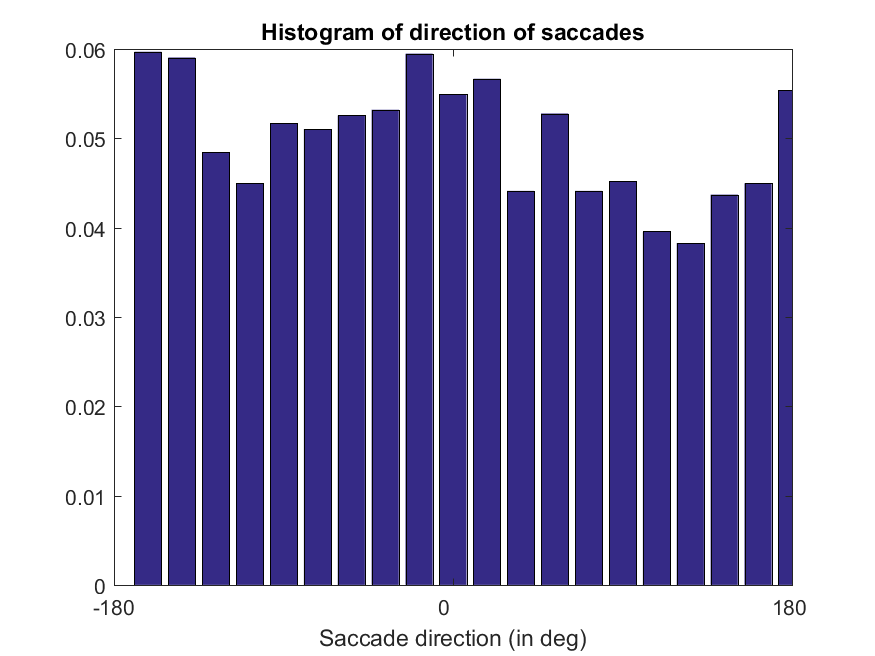 Histogram of direction of saccades
0.06
0.05
0.04
0.03
0.02
0.01
0
-180 0 180
Saccade direction (in deg)